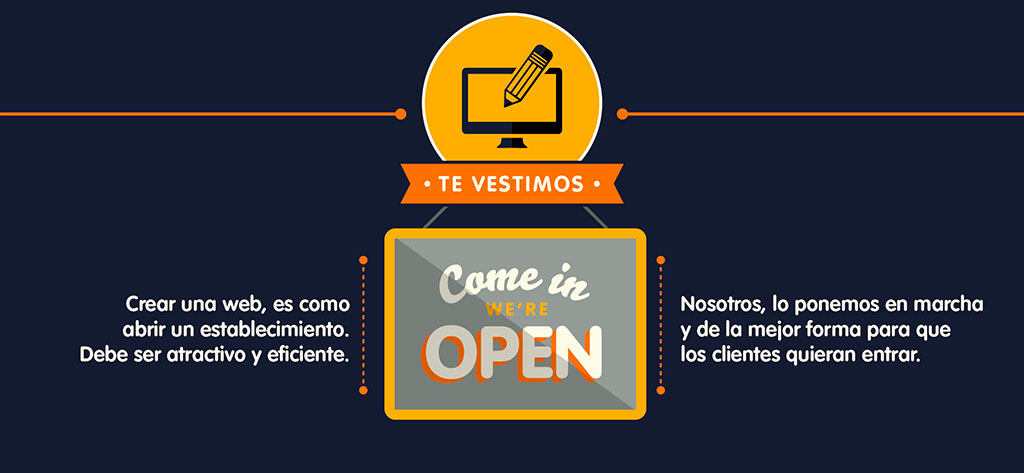 • TE VESTIMOS •
Come in
WE'RE
OPEN
Crear una web, es como
abrir un establecimiento.
Debe ser atractivo y eficiente.
Nosotros, lo ponemos en marcha
y de la mejor forma para que
los clientes quieran entrar.